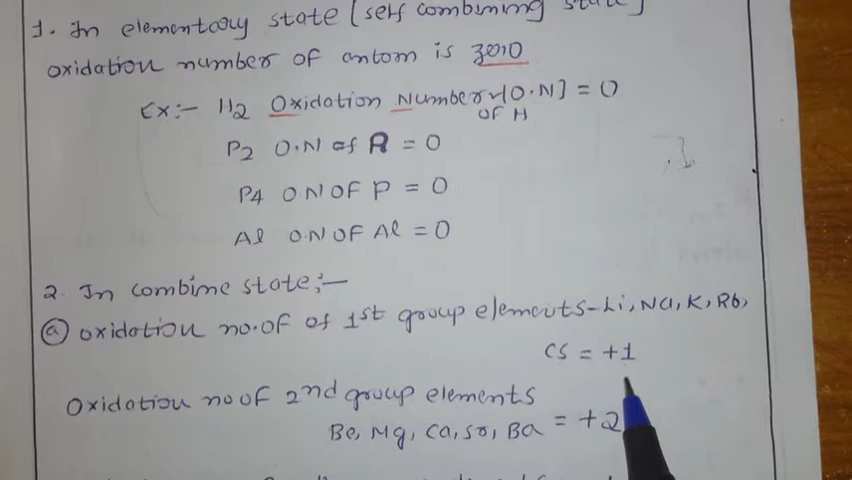 1. In elementary state [self combining state]
oxidation number of antom is zero
Ex:- H2 Oxidation Number [O.N] = 0
OF H
P2 O.N of P = 0
P4 O N OF P = 0
Al O.N OF Al = 0
2. In combine state:-
(a) oxidation no. of of 1st group elements - Li, Na, K, Rb,
Cs = +1
Oxidation no of 2nd group elements
Be, Mg, Ca, Sr, Ba = +2